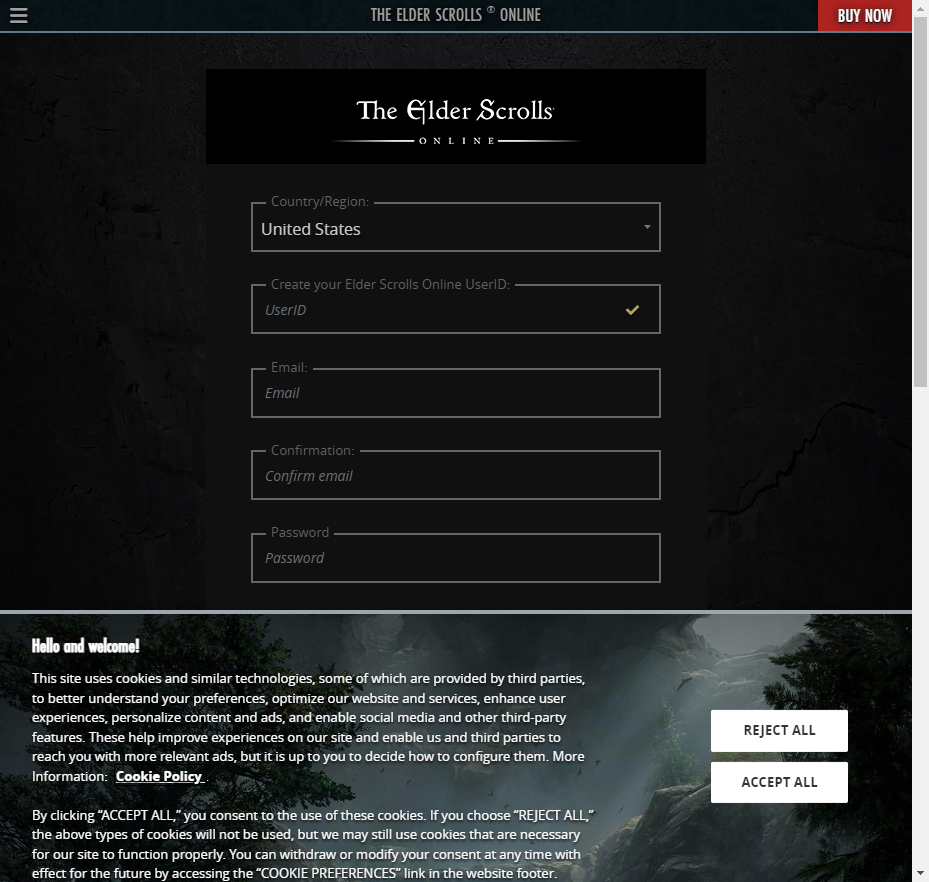 THE ELDER SCROLLS ® ONLINE
BUY NOW
The Elder Scrolls
ONLINE
Country/Region:
United States
Create your Elder Scrolls Online UserID:
UserID
Email:
Email
Confirmation:
Confirm email
Password
Password
Hello and welcome!
This site uses cookies and similar technologies, some of which are provided by third parties,
to better understand your preferences, optimize our website and services, enhance user
experiences, personalize content and ads, and enable social media and other third-party
features. These help improve experiences on our site and enable us and third parties to
reach you with more relevant ads, but it is up to you to decide how to configure them. More
Information: Cookie Policy .
By clicking “ACCEPT ALL,” you consent to the use of these cookies. If you choose “REJECT ALL,”
the above types of cookies will not be used, but we may still use cookies that are necessary
for our site to function properly. You can withdraw or modify your consent at any time with
effect for the future by accessing the “COOKIE PREFERENCES” link in the website footer.
REJECT ALL
ACCEPT ALL